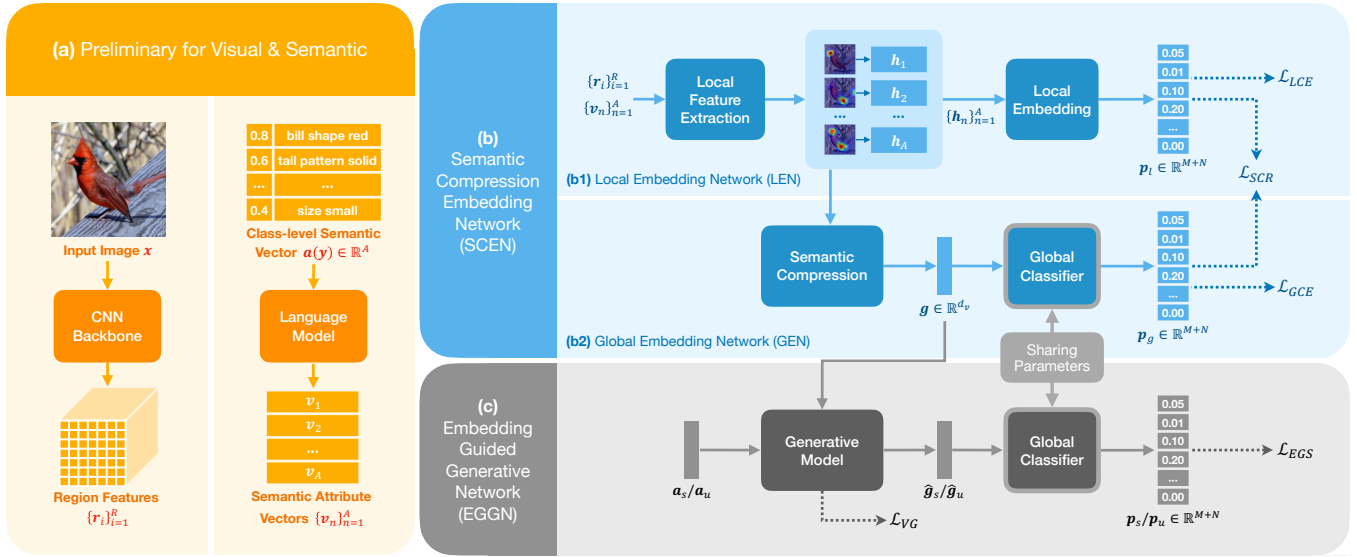 (a) Preliminary for Visual & Semantic
0.8 bill shape red
0.6 tail pattern solid
... ...
0.4 size small
Input Image x
Class-level Semantic
Vector a(y) ∈ ℝ^A
CNN
Backbone
Language
Model
v_1
v_2
...
v_A
Region Features
{r_i}_{i=1}^R
Semantic Attribute
Vectors {v_n}_{n=1}^A
(b)
Semantic
Compression
Embedding
Network
(SCEN)
{r_i}_{i=1}^R
{v_n}_{n=1}^A
Local
Feature
Extraction
h_1
h_2
... ...
h_A
{h_n}_{n=1}^A
Local
Embedding
0.05
0.01
0.10
0.20
...
0.00
p_l ∈ ℝ^{M+N}
ℒ_LCE
ℒ_SCR
(b1) Local Embedding Network (LEN)
Semantic
Compression
g ∈ ℝ^{d_v}
Global
Classifier
0.05
0.01
0.10
0.20
...
0.00
p_g ∈ ℝ^{M+N}
ℒ_GCE
(b2) Global Embedding Network (GEN)
Sharing
Parameters
(c)
Embedding
Guided
Generative
Network
(EGGN)
a_s/a_u
Generative
Model
ℒ_VG
ĝ_s/ĝ_u
Global
Classifier
0.05
0.01
0.10
0.20
...
0.00
p_s/p_u ∈ ℝ^{M+N}
ℒ_EGS